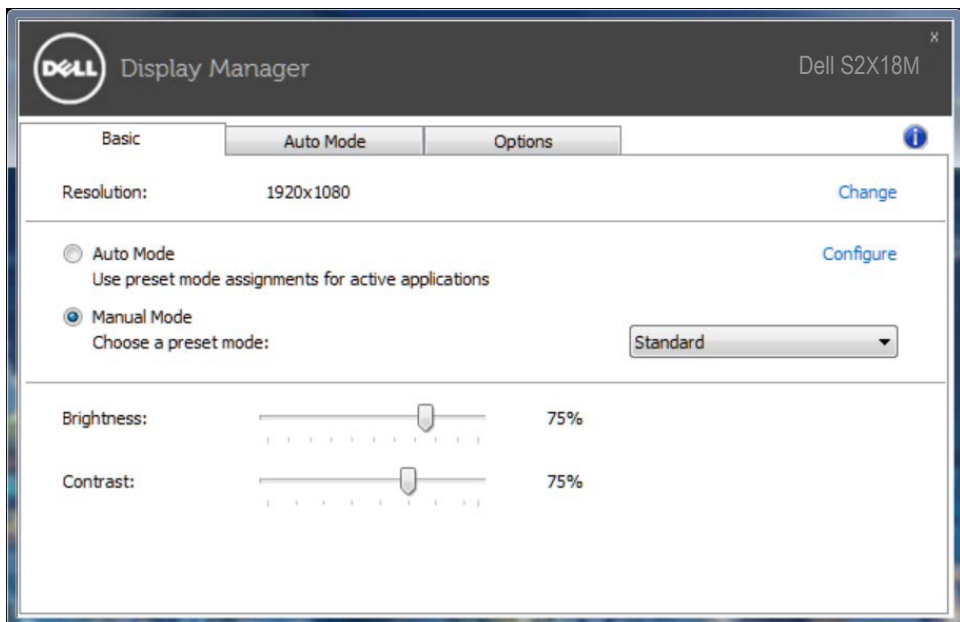 x
DELL Display Manager Dell S2X18M
Basic Auto Mode Options
Resolution: 1920x1080 Change
Auto Mode Configure
Use preset mode assignments for active applications
Manual Mode
Choose a preset mode: Standard
Brightness: 75%
Contrast: 75%